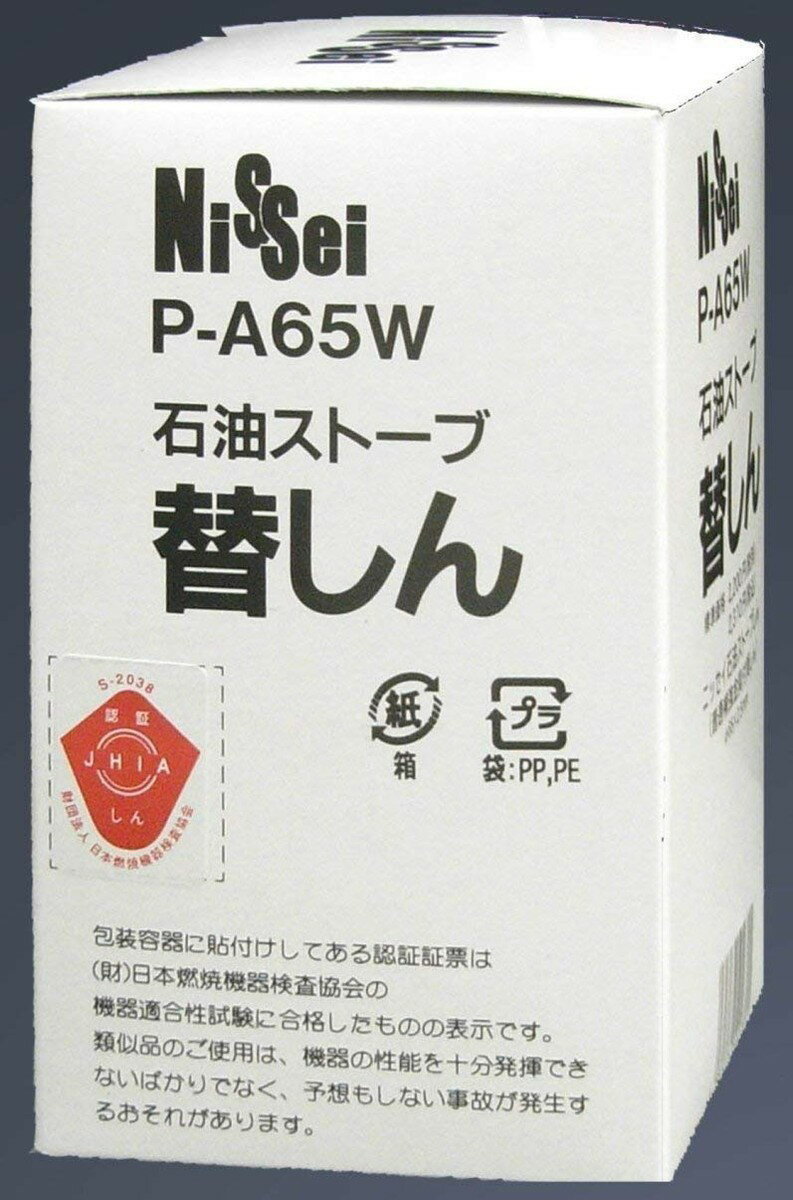 NiSSei
P-A65W
石油ストーブ
替しん
S-2038
認証
JHIA
しん
財団法人 日本燃焼機器検査協会
紙
箱
プラ
袋:PP,PE
包装容器に貼付けしてある認証証票は
(財)日本燃焼機器検査協会の
機器適合性試験に合格したものの表示です。
類似品のご使用は、機器の性能を十分発揮でき
ないばかりでなく、予想もしない事故が発生す
るおそれがあります。
NiSSei
P-A65W
石油ストーブ
替しん